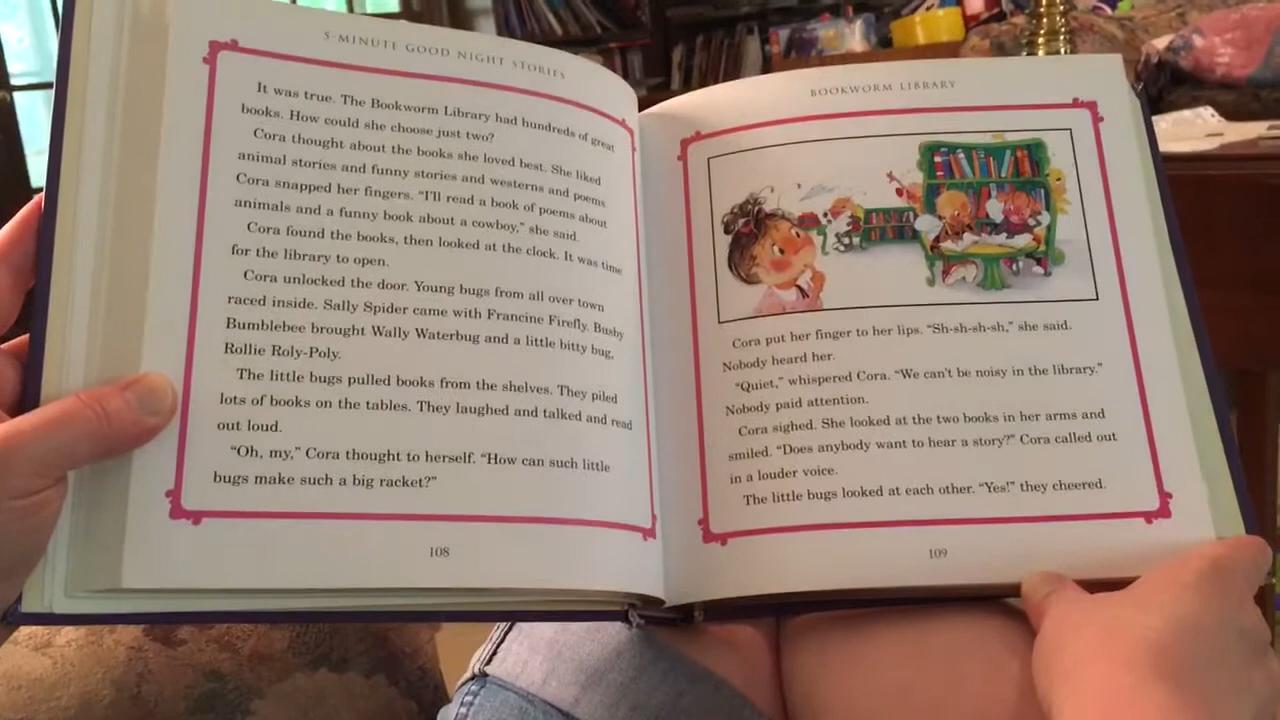 5-MINUTE GOOD NIGHT STORIES
It was true. The Bookworm Library had hundreds of great
books. How could she choose just two?
Cora thought about the books she loved best. She liked
animal stories and funny stories and westerns and poems
Cora snapped her fingers. “I’ll read a book of poems about
animals and a funny book about a cowboy,” she said.
Cora found the books, then looked at the clock. It was time
for the library to open.
Cora unlocked the door. Young bugs from all over town
raced inside. Sally Spider came with Francine Firefly. Busby
Bumblebee brought Wally Waterbug and a little bitty bug,
Rollie Roly-Poly.
The little bugs pulled books from the shelves. They piled
lots of books on the tables. They laughed and talked and read
out loud.
“Oh, my,” Cora thought to herself. “How can such little
bugs make such a big racket?”
108
BOOKWORM LIBRARY
Cora put her finger to her lips. “Sh-sh-sh-sh,” she said.
Nobody heard her.
“Quiet,” whispered Cora. “We can’t be noisy in the library.”
Nobody paid attention.
Cora sighed. She looked at the two books in her arms and
smiled. “Does anybody want to hear a story?” Cora called out
in a louder voice.
The little bugs looked at each other. “Yes!” they cheered.
109